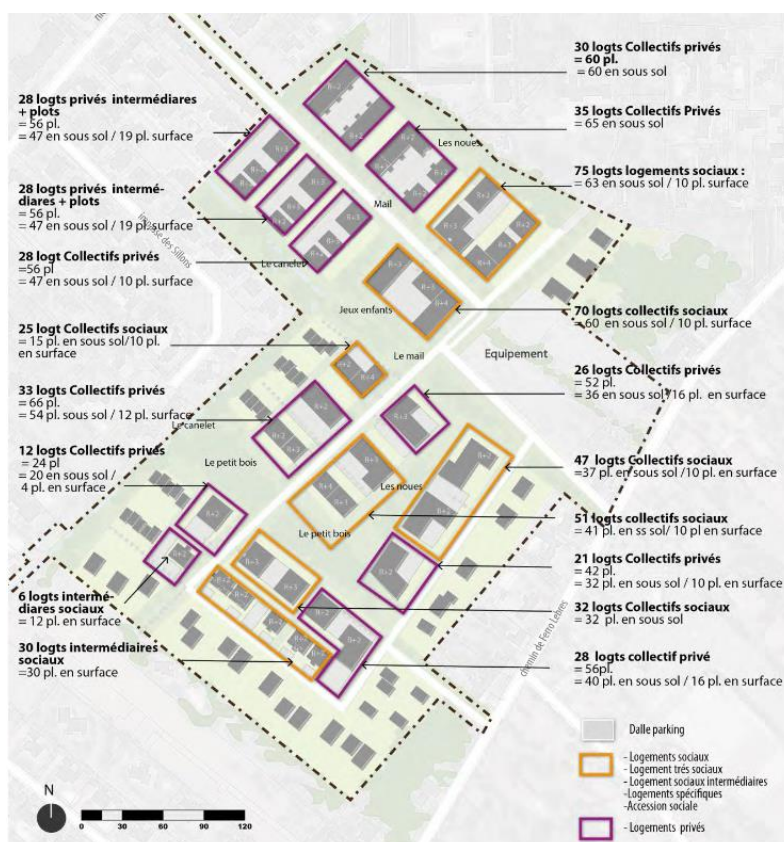 28 logts privés intermédiares
+ plots
= 56 pl.
= 47 en sous sol / 19 pl. surface
28 logts privés intermé-
diares + plots
= 56 pl.
= 47 en sous sol / 19 pl. surface
28 logt Collectifs privés
=56 pl
= 47 en sous sol / 10 pl. surface
25 logt Collectifs sociaux
= 15 pl. en sous sol/10 pl.
en surface
33 logts Collectifs privés
= 66 pl.
= 54 pl. sous sol / 12 pl. surface
12 logts Collectifs privés
= 24 pl
= 20 en sous sol /
4 pl. en surface
6 logts intermé-
diares sociaux
= 12 pl. en surface
30 logts intermédiaires
sociaux
=30 pl. en surface
impasse des Sillons
Les noues
Mail
Le canelet
Jeux enfants
Le mail
Equipement
Le canelet
Le petit bois
Les noues
Le petit bois
chemin de Ferro Lebres
30 logts Collectifs privés
= 60 pl.
= 60 en sous sol
35 logts Collectifs Privés
= 65 en sous sol
75 logts logements sociaux :
= 63 en sous sol / 10 pl. surface
70 logts collectifs sociaux
= 60 en sous sol / 10 pl. surface
26 logts Collectifs privés
= 52 pl.
= 36 en sous sol /16 pl. en surface
47 logts Collectifs sociaux
=37 pl. en sous sol /10 pl. en surface
51 logts collectifs sociaux
= 41 pl. en ss sol/ 10 pl en surface
21 logts Collectifs privés
= 42 pl.
= 32 pl. en sous sol / 10 pl. en surface
32 logts Collectifs sociaux
= 32 pl. en sous sol
28 logts collectif privé
= 56pl.
= 40 pl. en sous sol / 16 pl. en surface
Dalle parking
- Logements sociaux
- Logement trés sociaux
- Logement sociaux intermédiaires
-Logements spécifiques
-Accession sociale
- Logements privés
N
0 15 30 60 90 120